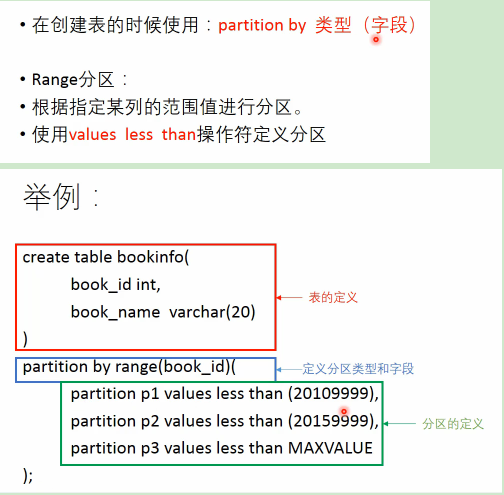 • 在创建表的时候使用：partition by 类型（字段）
• Range分区：
• 根据指定某列的范围值进行分区。
• 使用values less than操作符定义分区
举例：
create table bookinfo(
book_id int,
book_name varchar(20)
)
表的定义
partition by range(book_id)(
定义分区类型和字段
partition p1 values less than (20109999),
partition p2 values less than (20159999),
分区的定义
partition p3 values less than MAXVALUE
);